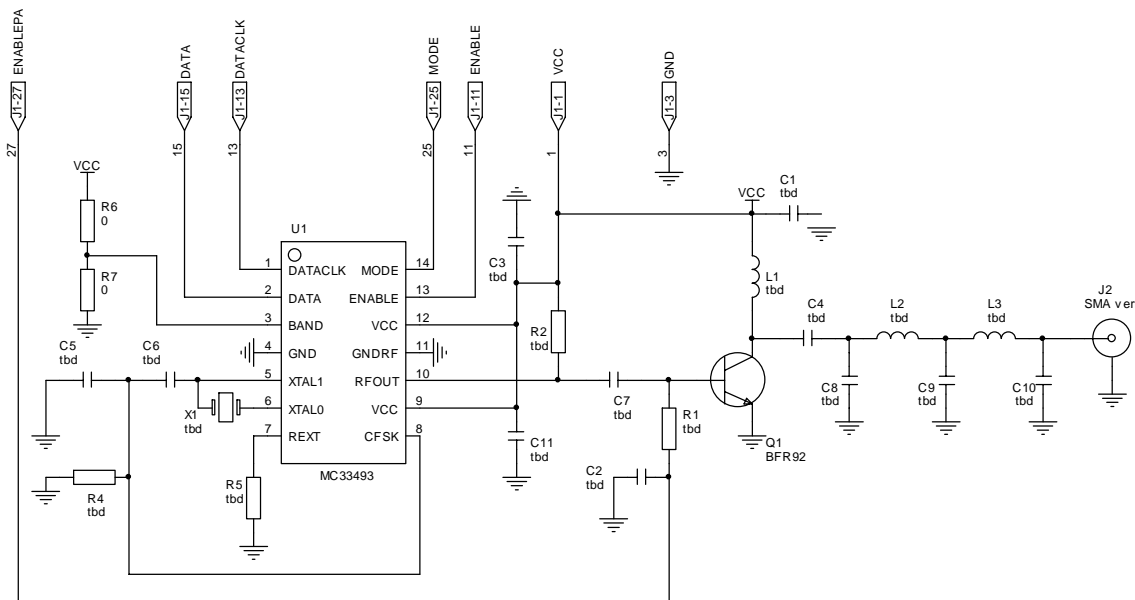 ENABLEPA
J1-27
27
DATA
J1-15
15
DATACLK
J1-13
13
MODE
J1-25
25
ENABLE
J1-11
11
VCC
J1-1
1
GND
J1-3
3
VCC
R6
0
R7
0
U1
1
DATACLK
2
DATA
3
BAND
4
GND
5
XTAL1
6
XTAL0
7
REXT
MODE
14
ENABLE
13
VCC
12
GNDRF
11
RFOUT
10
VCC
9
CFSK
8
MC33493
C5
tbd
C6
tbd
X1
tbd
R4
tbd
R5
tbd
C3
tbd
C11
tbd
R2
tbd
C7
tbd
R1
tbd
C2
tbd
VCC
C1
tbd
L1
tbd
Q1
BFR92
C4
tbd
L2
tbd
L3
tbd
C8
tbd
C9
tbd
C10
tbd
J2
SMA ver